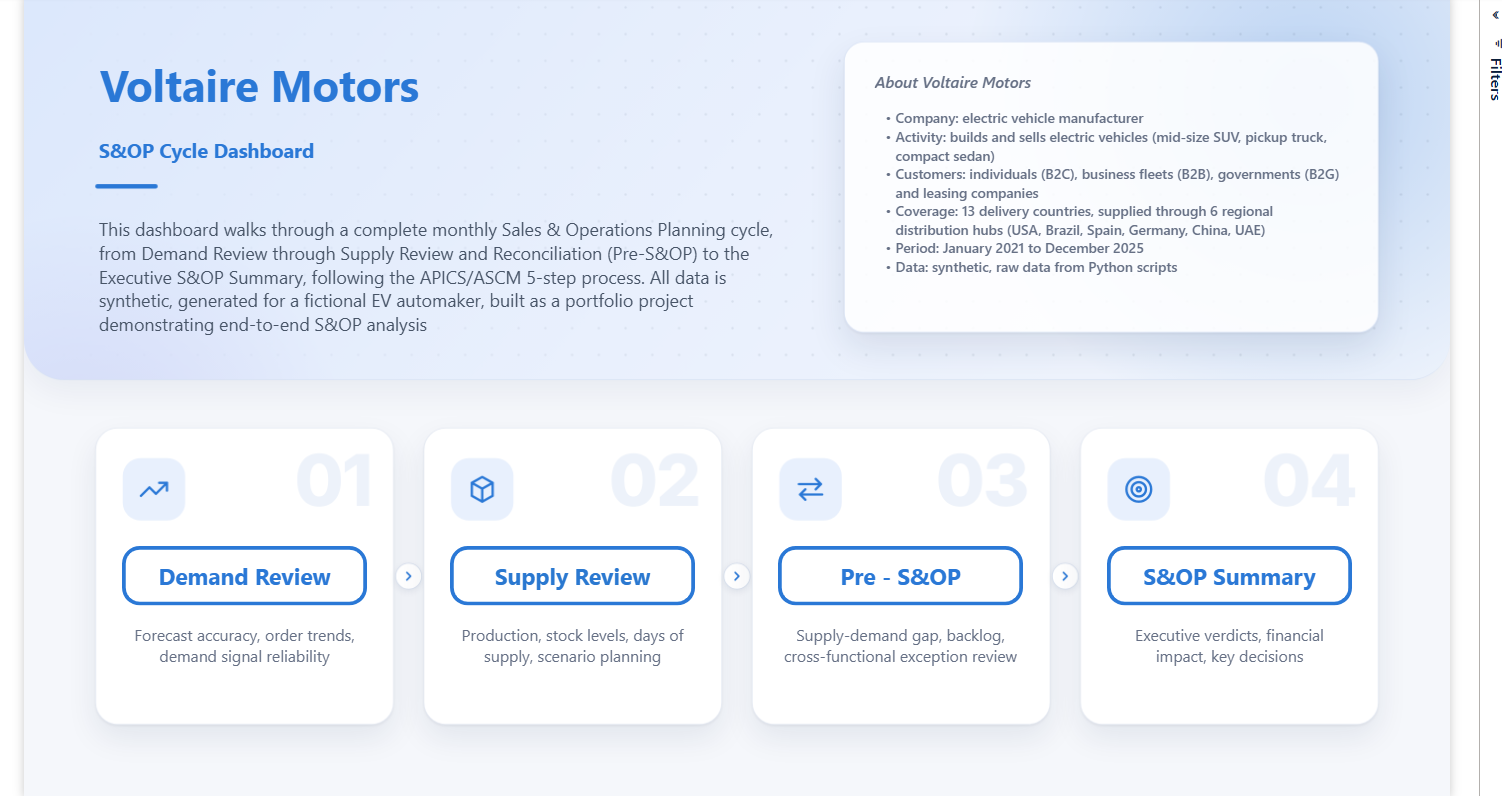 Voltaire Motors
S&OP Cycle Dashboard
This dashboard walks through a complete monthly Sales & Operations Planning cycle,
from Demand Review through Supply Review and Reconciliation (Pre-S&OP) to the
Executive S&OP Summary, following the APICS/ASCM 5-step process. All data is
synthetic, generated for a fictional EV automaker, built as a portfolio project
demonstrating end-to-end S&OP analysis
About Voltaire Motors
• Company: electric vehicle manufacturer
• Activity: builds and sells electric vehicles (mid-size SUV, pickup truck,
compact sedan)
• Customers: individuals (B2C), business fleets (B2B), governments (B2G)
and leasing companies
• Coverage: 13 delivery countries, supplied through 6 regional
distribution hubs (USA, Brazil, Spain, Germany, China, UAE)
• Period: January 2021 to December 2025
• Data: synthetic, raw data from Python scripts
Filters
01
Demand Review
Forecast accuracy, order trends,
demand signal reliability
02
Supply Review
Production, stock levels, days of
supply, scenario planning
03
Pre - S&OP
Supply-demand gap, backlog,
cross-functional exception review
04
S&OP Summary
Executive verdicts, financial
impact, key decisions